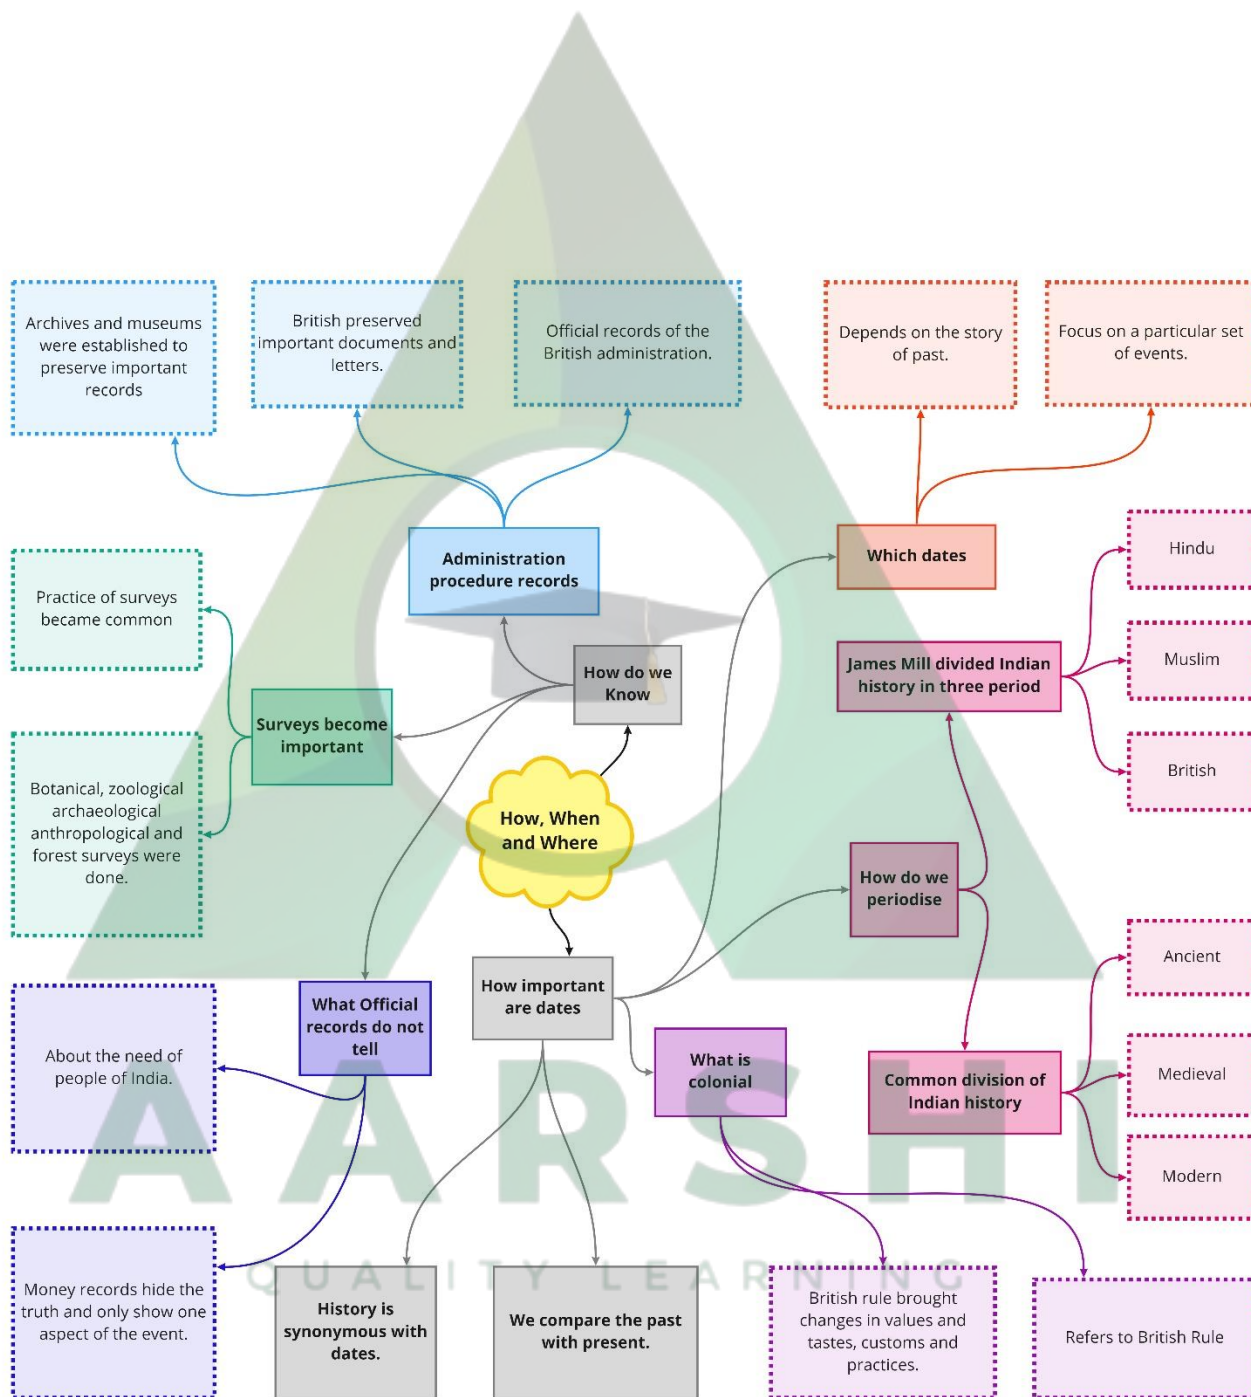 Archives and museums
were established to
preserve important
records
British preserved
important documents and
letters.
Official records of the
British administration.
Depends on the story
of past.
Focus on a particular set
of events.
Administration
procedure records
Which dates
Hindu
Practice of surveys
became common
How do we
Know
James Mill divided Indian
history in three period
Muslim
Surveys become
important
British
Botanical, zoological
archaeological
anthropological and
forest surveys were
done.
How, When
and Where
How do we
periodise
Ancient
What Official
records do not
tell
How important
are dates
About the need of
people of India.
What is
colonial
Common division of
Indian history
Medieval
Modern
AARSHI
QUALITY LEARNING
Money records hide the
truth and only show one
aspect of the event.
History is
synonymous with
dates.
We compare the past
with present.
British rule brought
changes in values and
tastes, customs and
practices.
Refers to British Rule